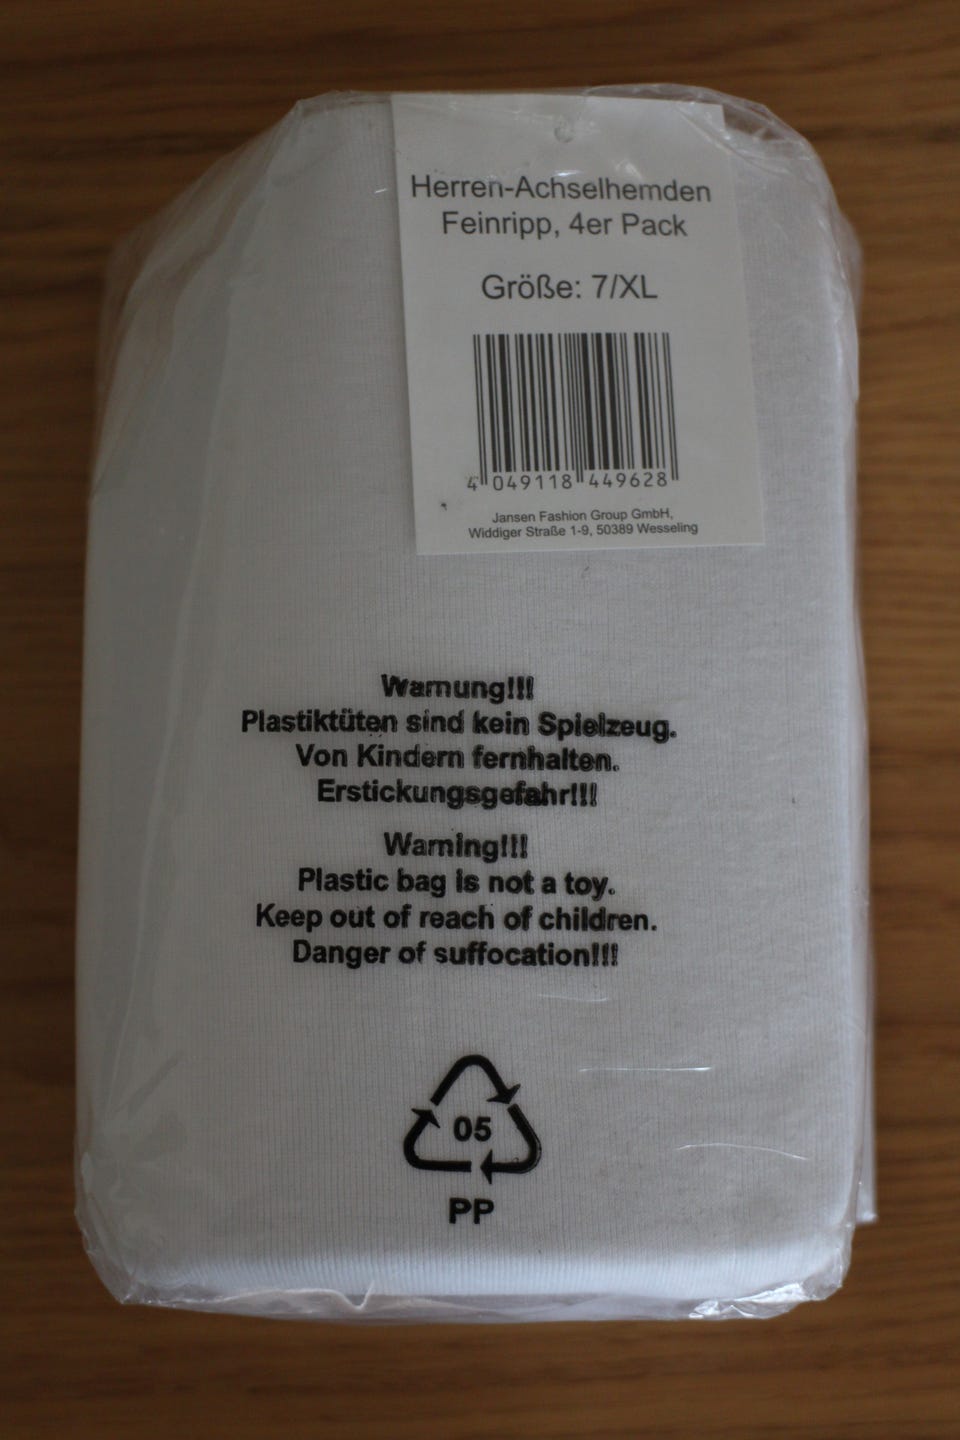 Herren-Achselhemden
Feinripp, 4er Pack
Größe: 7/XL
4 049118 449628
Jansen Fashion Group GmbH,
Widdiger Straße 1-9, 50389 Wesseling
Warnung!!!
Plastiktüten sind kein Spielzeug.
Von Kindern fernhalten.
Erstickungsgefahr!!!
Warning!!!
Plastic bag is not a toy.
Keep out of reach of children.
Danger of suffocation!!!
05
PP